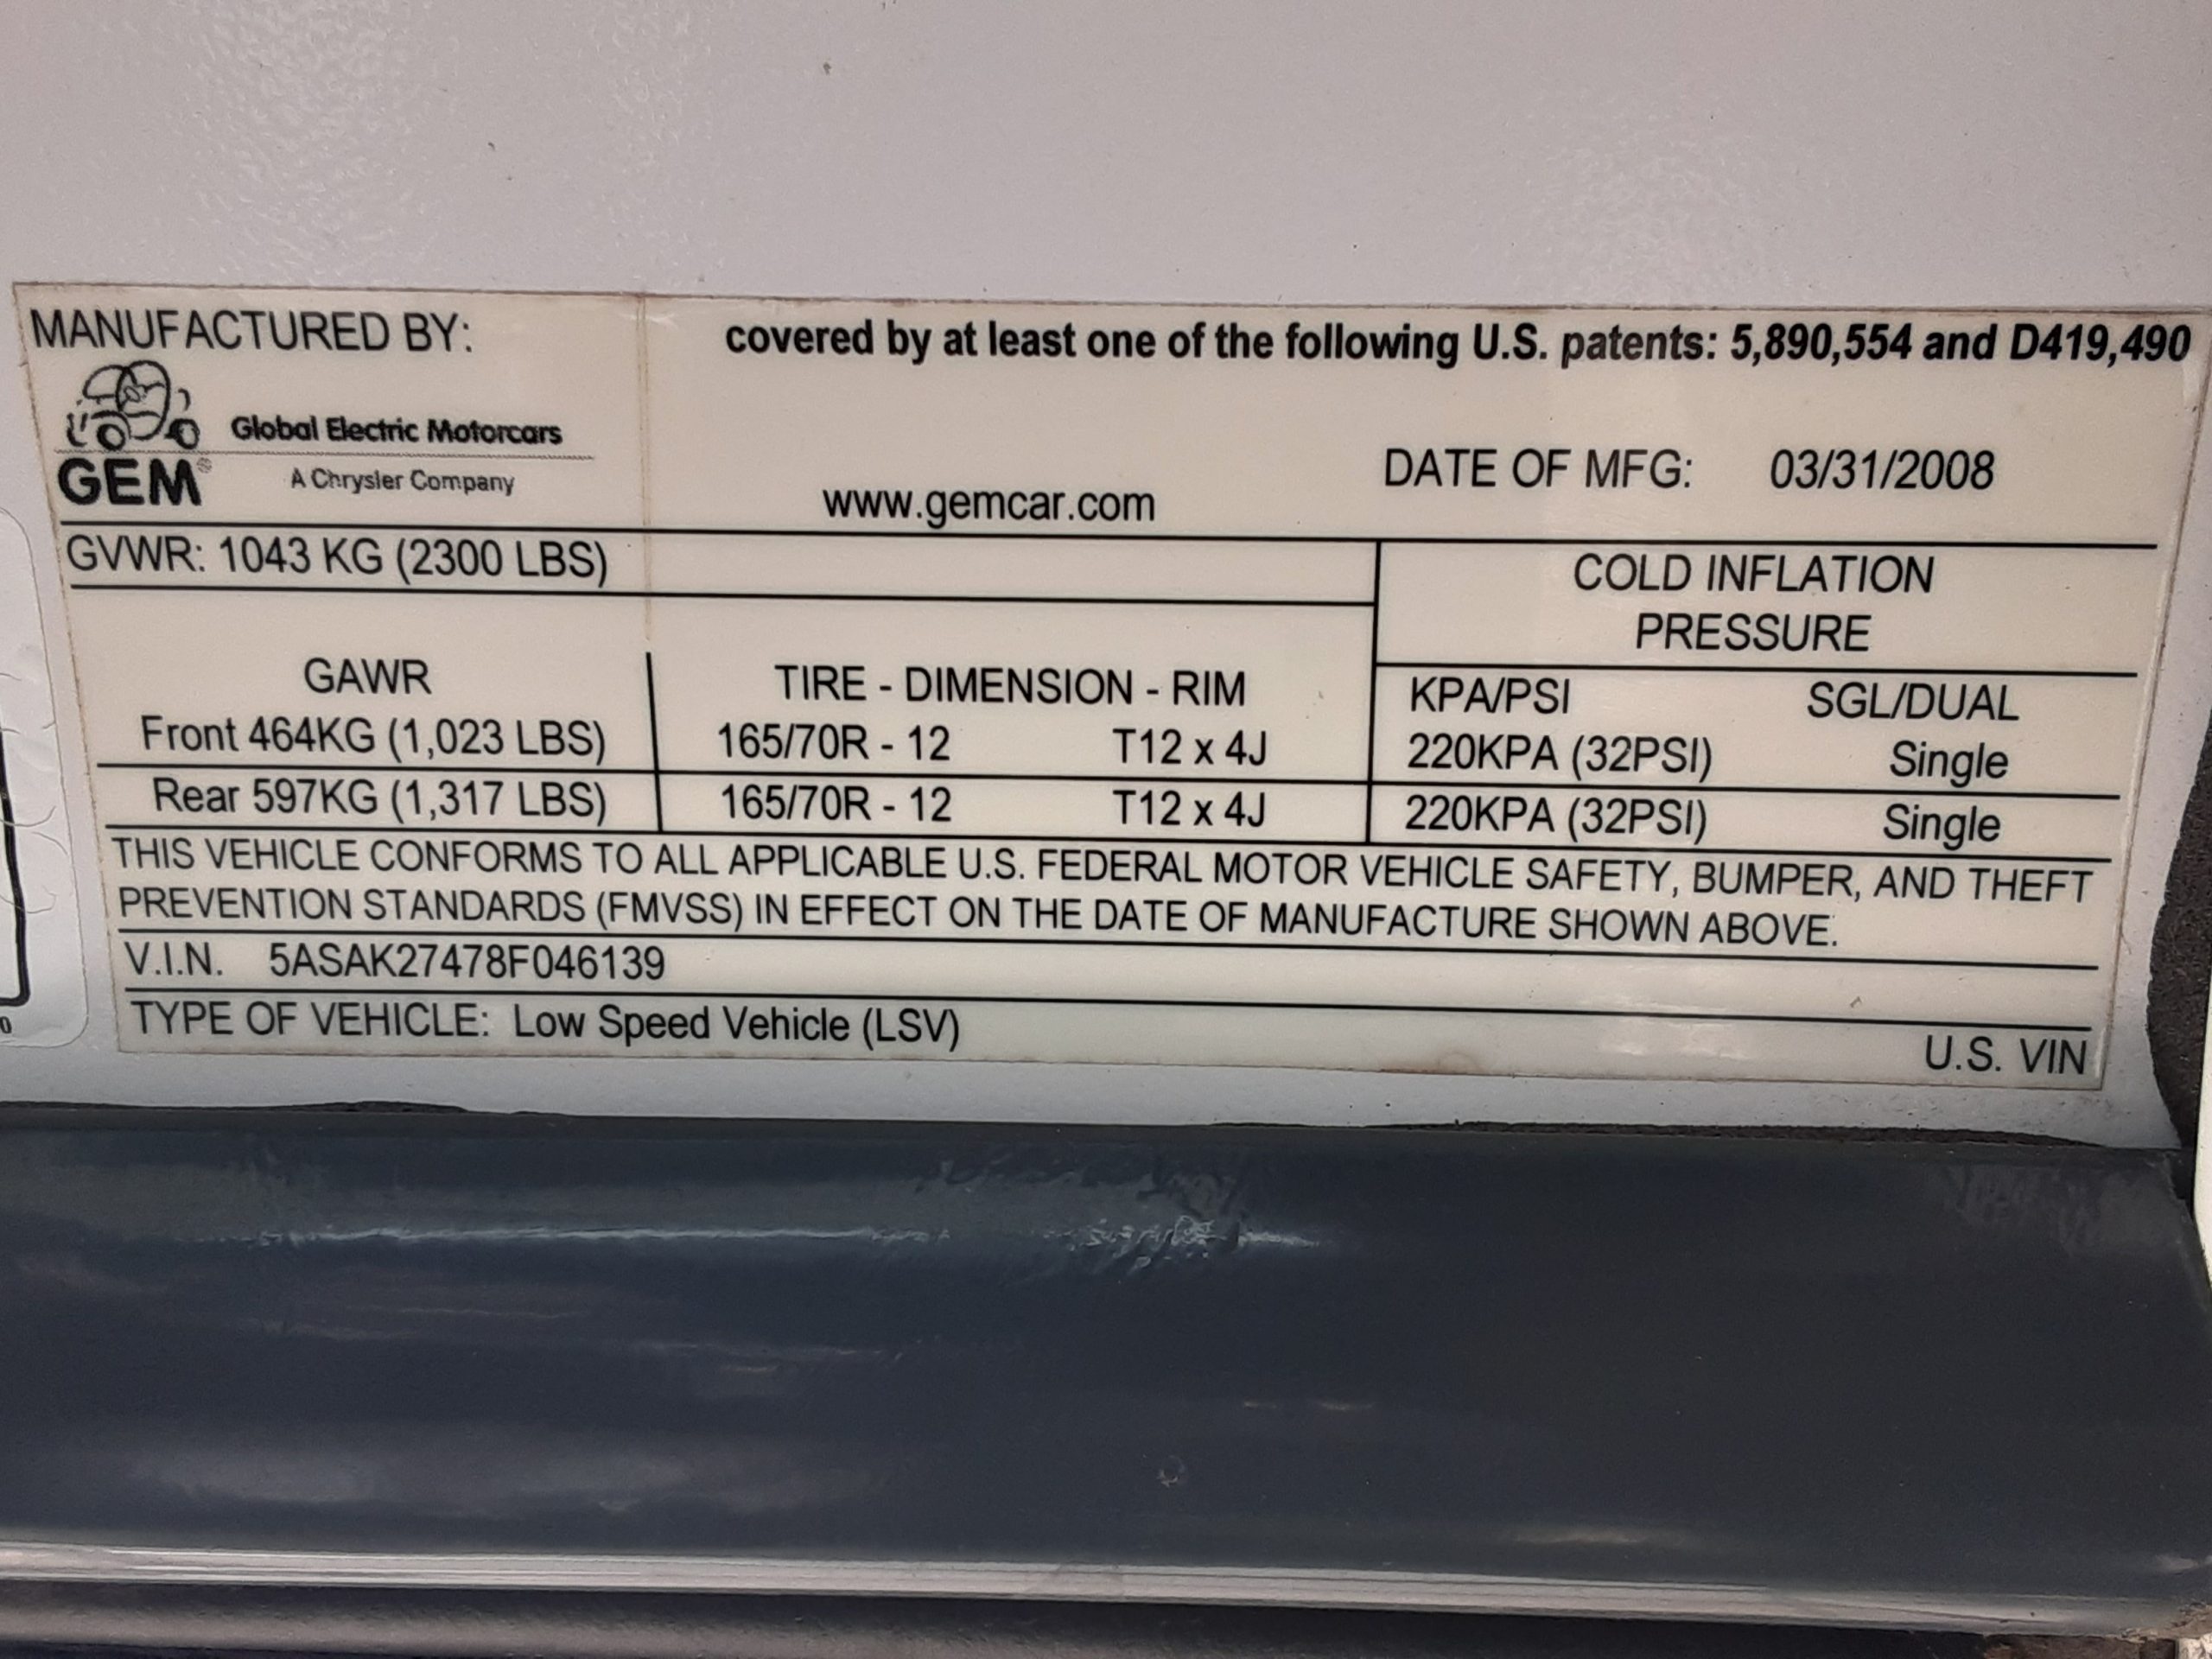 MANUFACTURED BY:
covered by at least one of the following U.S. patents: 5,890,554 and D419,490
Global Electric Motorcars
GEM®
A Chrysler Company
www.gemcar.com
DATE OF MFG: 03/31/2008
GVWR: 1043 KG (2300 LBS)
COLD INFLATION
PRESSURE
GAWR TIRE - DIMENSION - RIM KPA/PSI SGL/DUAL
Front 464KG (1,023 LBS) 165/70R - 12 T12 x 4J 220KPA (32PSI) Single
Rear 597KG (1,317 LBS) 165/70R - 12 T12 x 4J 220KPA (32PSI) Single
THIS VEHICLE CONFORMS TO ALL APPLICABLE U.S. FEDERAL MOTOR VEHICLE SAFETY, BUMPER, AND THEFT
PREVENTION STANDARDS (FMVSS) IN EFFECT ON THE DATE OF MANUFACTURE SHOWN ABOVE.
V.I.N. 5ASAK27478F046139
TYPE OF VEHICLE: Low Speed Vehicle (LSV)
U.S. VIN